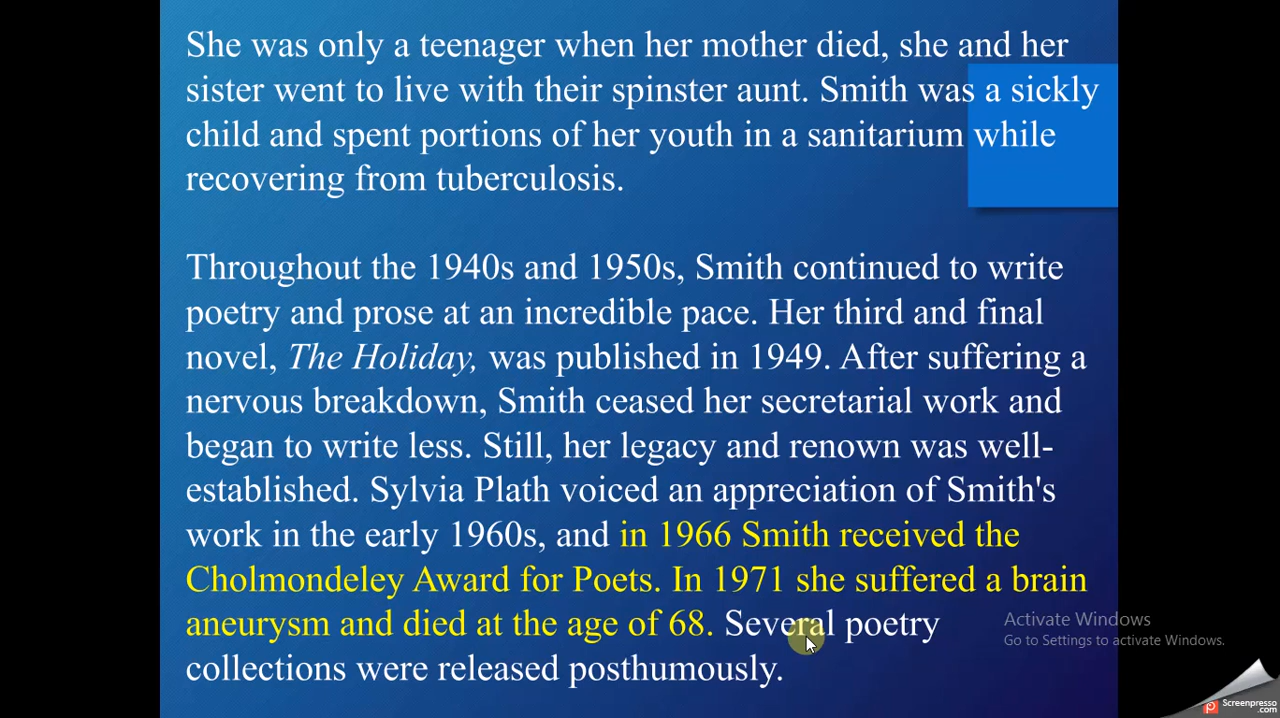 She was only a teenager when her mother died, she and her
sister went to live with their spinster aunt. Smith was a sickly
child and spent portions of her youth in a sanitarium while
recovering from tuberculosis.
Throughout the 1940s and 1950s, Smith continued to write
poetry and prose at an incredible pace. Her third and final
novel, The Holiday, was published in 1949. After suffering a
nervous breakdown, Smith ceased her secretarial work and
began to write less. Still, her legacy and renown was well-
established. Sylvia Plath voiced an appreciation of Smith's
work in the early 1960s, and in 1966 Smith received the
Cholmondeley Award for Poets. In 1971 she suffered a brain
aneurysm and died at the age of 68. Several poetry
collections were released posthumously.
Activate Windows
Go to Settings to activate Windows.
Screenpresso
.com